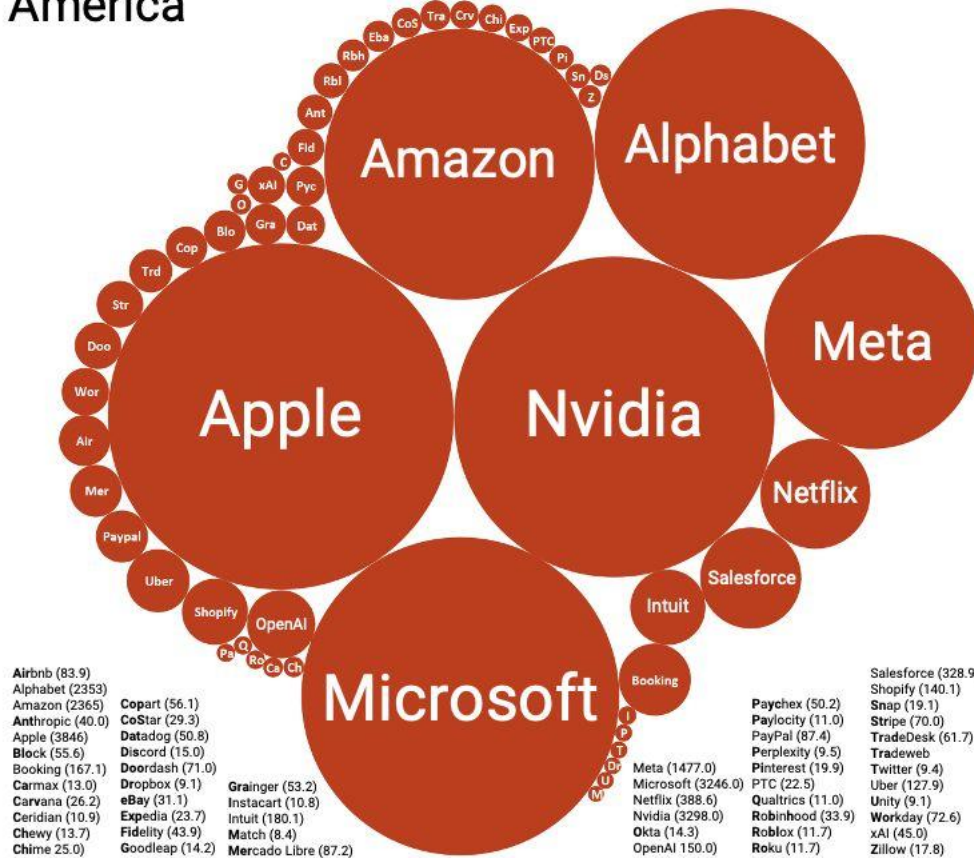 America
CoS
Tra
Crv
Chi
Exp
PTC
Pi
Sn
Ds
Z
Eba
Rbh
Rbl
Ant
Fld
C
xAI
G
O
Pyc
Gra
Dat
Blo
Cop
Trd
Str
Doo
Wor
Air
Mer
Paypal
Uber
Shopify
OpenAI
Pa
Q
Ro
Ca
Ch
Amazon
Alphabet
Apple
Nvidia
Meta
Netflix
Salesforce
Intuit
Booking
Microsoft
I
P
T
Dr
U
M
Airbnb (83.9)
Alphabet (2353)
Amazon (2365)
Anthropic (40.0)
Apple (3846)
Block (55.6)
Booking (167.1)
Carmax (13.0)
Carvana (26.2)
Ceridian (10.9)
Chewy (13.7)
Chime 25.0)
Copart (56.1)
CoStar (29.3)
Datadog (50.8)
Discord (15.0)
Doordash (71.0)
Dropbox (9.1)
eBay (31.1)
Expedia (23.7)
Fidelity (43.9)
Goodleap (14.2)
Grainger (53.2)
Instacart (10.8)
Intuit (180.1)
Match (8.4)
Mercado Libre (87.2)
Meta (1477.0)
Microsoft (3246.0)
Netflix (388.6)
Nvidia (3298.0)
Okta (14.3)
OpenAI 150.0)
Paychex (50.2)
Paylocity (11.0)
PayPal (87.4)
Perplexity (9.5)
Pinterest (19.9)
PTC (22.5)
Qualtrics (11.0)
Robinhood (33.9)
Roblox (11.7)
Roku (11.7)
Salesforce (328.9
Shopify (140.1)
Snap (19.1)
Stripe (70.0)
TradeDesk (61.7)
Tradeweb
Twitter (9.4)
Uber (127.9)
Unity (9.1)
Workday (72.6)
xAI (45.0)
Zillow (17.8)